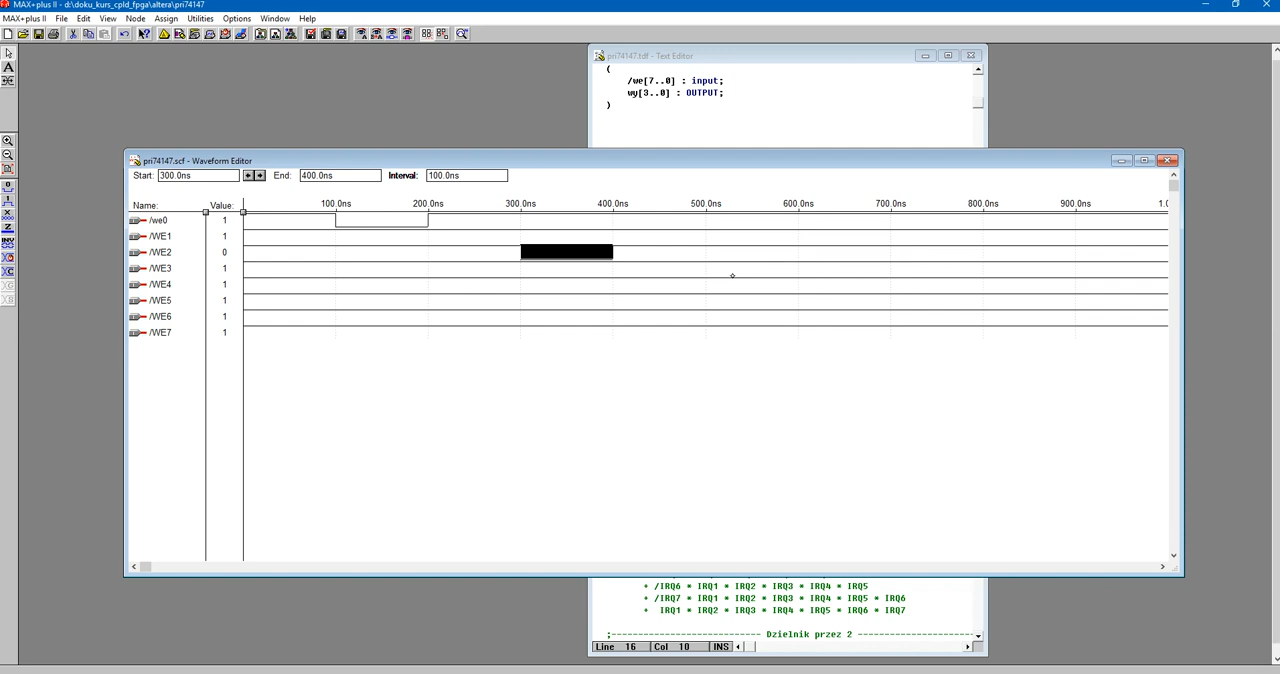 MAX+plus II - d:\doku_kurs_cpld_fpga\altera\pri74147
MAX+plus II File Edit View Node Assign Utilities Options Window Help
pri74147.tdf - Text Editor
(
/we[7..0] : input;
wy[3..0] : OUTPUT;
)
pri74147.scf - Waveform Editor
Start: 300.0ns End: 400.0ns Interval: 100.0ns
Name: Value: 100.0ns 200.0ns 300.0ns 400.0ns 500.0ns 600.0ns 700.0ns 800.0ns 900.0ns 1.0
/we0 1
/WE1 1
/WE2 0
/WE3 1
/WE4 1
/WE5 1
/WE6 1
/WE7 1
+ /IRQ6 * IRQ1 * IRQ2 * IRQ3 * IRQ4 * IRQ5
+ /IRQ7 * IRQ1 * IRQ2 * IRQ3 * IRQ4 * IRQ5 * IRQ6
+ IRQ1 * IRQ2 * IRQ3 * IRQ4 * IRQ5 * IRQ6 * IRQ7
;--------------------------- Dzielnik przez 2 ---------------------
Line 16 Col 10 INS